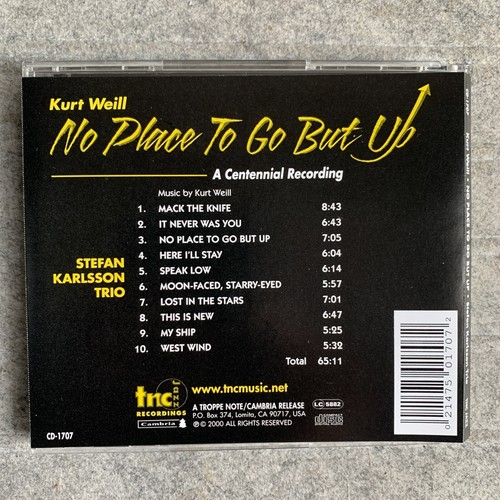 Kurt Weill
No Place To Go But Up
A Centennial Recording
Music by Kurt Weill
1. MACK THE KNIFE 8:43
2. IT NEVER WAS YOU 6:43
3. NO PLACE TO GO BUT UP 7:05
4. HERE I'LL STAY 6:04
5. SPEAK LOW 6:14
6. MOON-FACED, STARRY-EYED 5:57
7. LOST IN THE STARS 7:01
8. THIS IS NEW 6:47
9. MY SHIP 5:25
10. WEST WIND 5:32
Total 65:11
STEFAN
KARLSSON
TRIO
tnc JAZZ
RECORDINGS
Cambria
www.tncmusic.net
A TROPPE NOTE/CAMBRIA RELEASE
P.O. Box 374, Lomita, CA 90717, USA
℗ © 2000 ALL RIGHTS RESERVED
LC 5882
CD-1707
0 21475 01707 2
Kurt Weill • NO PLACE TO GO BUT UP • Stefan Karlsson Trio